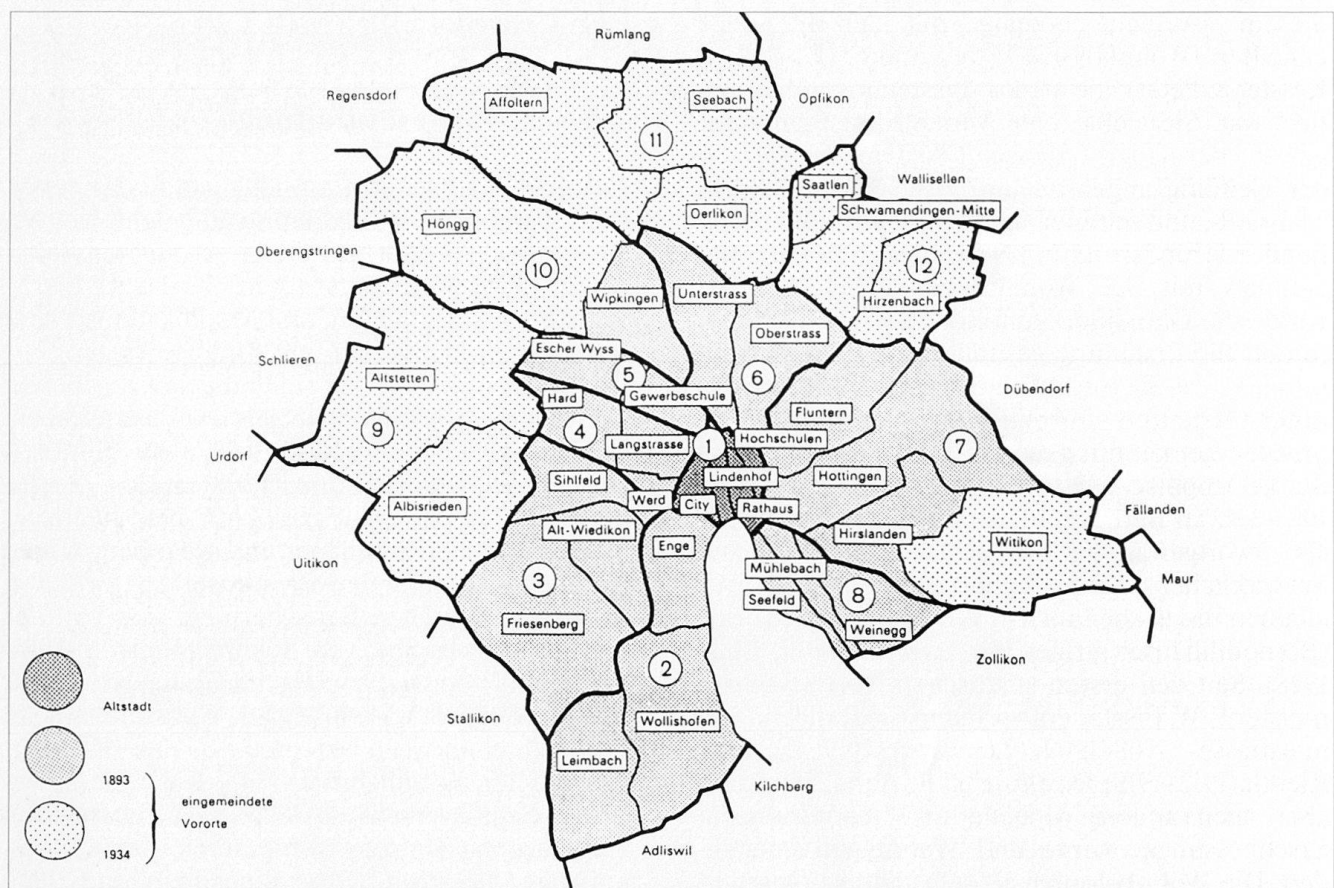 Rümlang
Regensdorf
Affoltern
Seebach
Opfikon
11
Saatlen
Wallisellen
Oerlikon
Schwamendingen-Mitte
Höngg
Oberengstringen
10
12
Wipkingen
Unterstrass
Hirzenbach
Oberstrass
Escher Wyss
Schlieren
Altstetten
5
6
Dübendorf
Hard
Gewerbeschule
Fluntern
9
4
Langstrasse
1
Hochschulen
7
Urdorf
Sihlfeld
Lindenhof
Hottingen
Albisrieden
Werd
City
Rathaus
Fällanden
Alt-Wiedikon
Enge
Hirslanden
Witikon
Uitikon
3
Mühlebach
Maur
Seefeld
8
Friesenberg
Weinegg
2
Zollikon
Altstadt
Stallikon
Wollishofen
Leimbach
1893
Kilchberg
eingemeindete
Vororte
1934
Adliswil